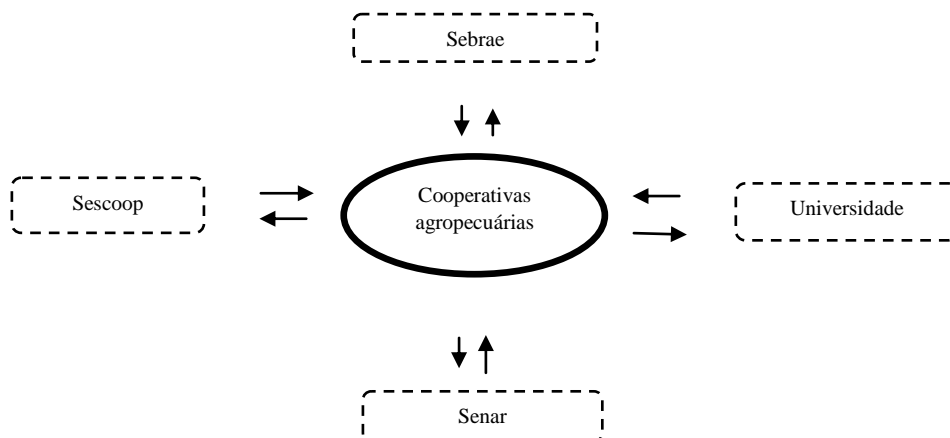 Sebrae
Sescoop
Cooperativas
agropecuárias
Universidade
Senar